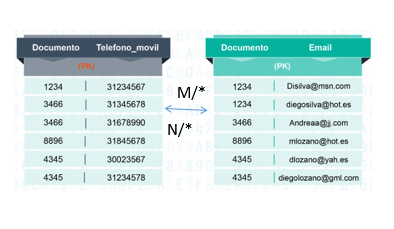 Documento Telefono_movil
(PK)
1234 31234567
3466 31345678
3466 31678990
8896 31845678
4345 30023567
4345 31234578
M/*
N/*
Documento Email
(PK)
1234 Disilva@msn.com
1234 diegosilva@hot.es
3466 Andreaa@jj.com
8896 mlozano@hot.es
4345 dlozano@yah.es
4345 diegolozano@gml.com